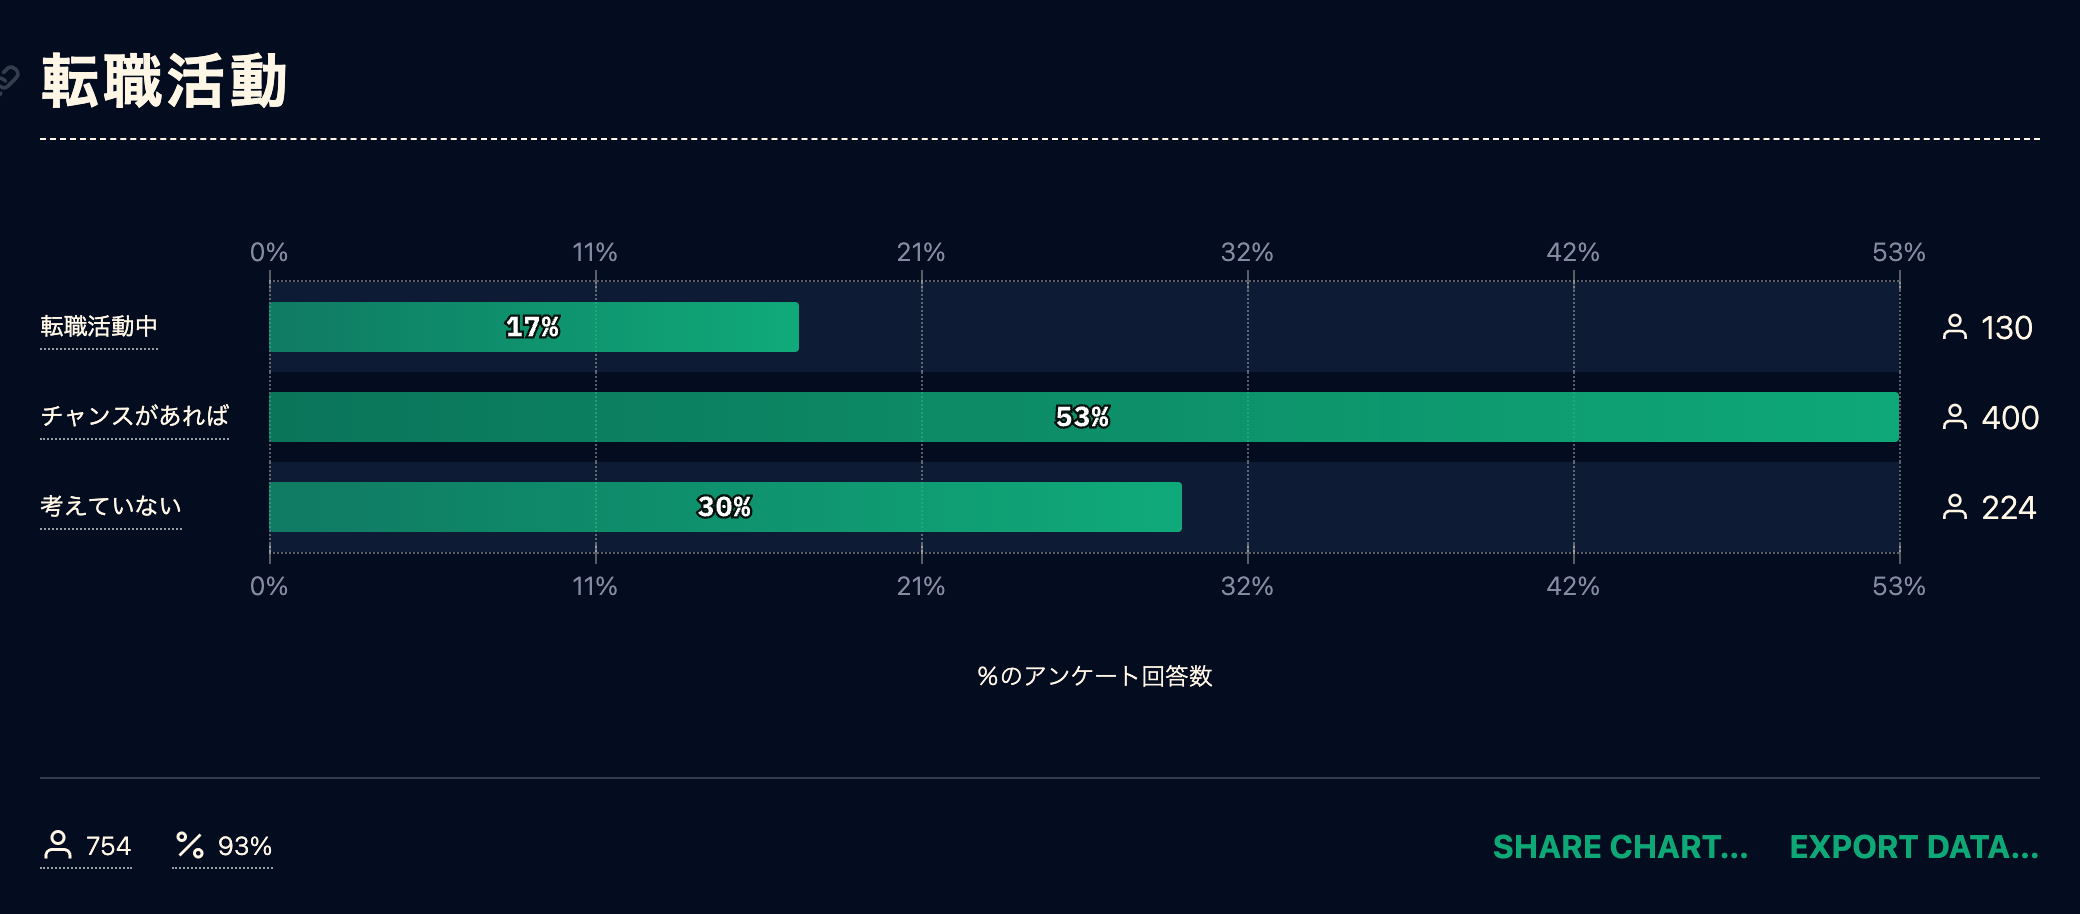 転職活動
0% 11% 21% 32% 42% 53%
転職活動中 17% 130
チャンスがあれば 53% 400
考えていない 30% 224
0% 11% 21% 32% 42% 53%
%のアンケート回答数
754 93% SHARE CHART... EXPORT DATA...